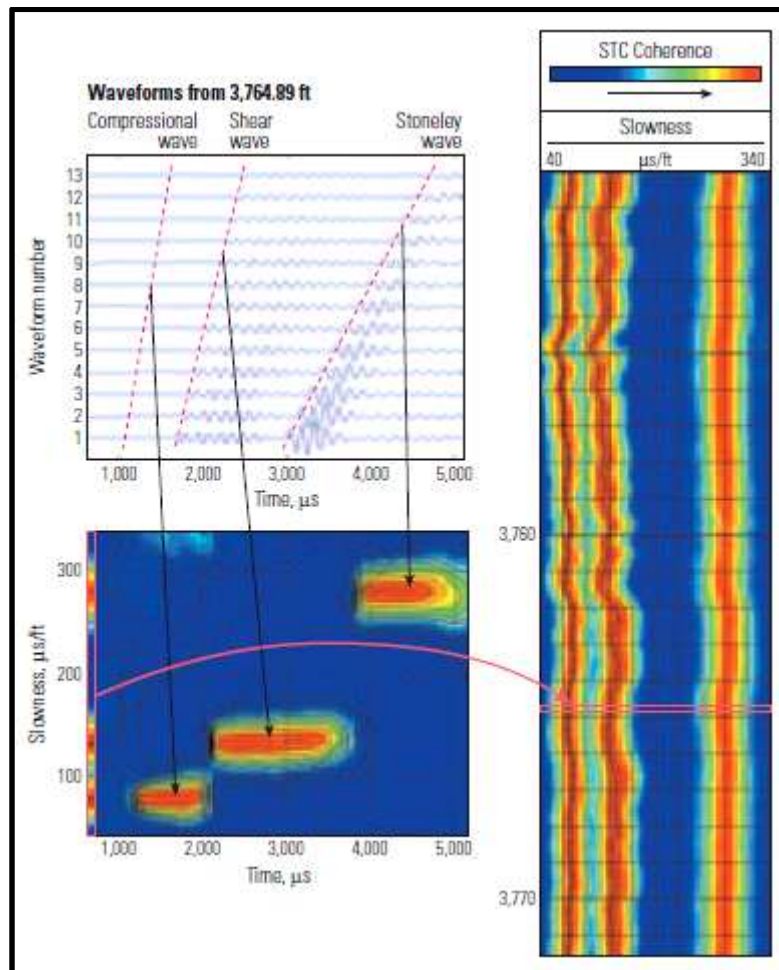 Waveforms from 3,764.89 ft
Compressional wave
Shear wave
Stoneley wave
Waveform number
13
12
11
10
9
8
7
6
5
4
3
2
1
1,000 2,000 3,000 4,000 5,000
Time, µs
Slowness, µs/ft
300
200
100
1,000 2,000 3,000 4,000 5,000
Time, µs
STC Coherence
Slowness
40 µs/ft 340
3,760
3,770